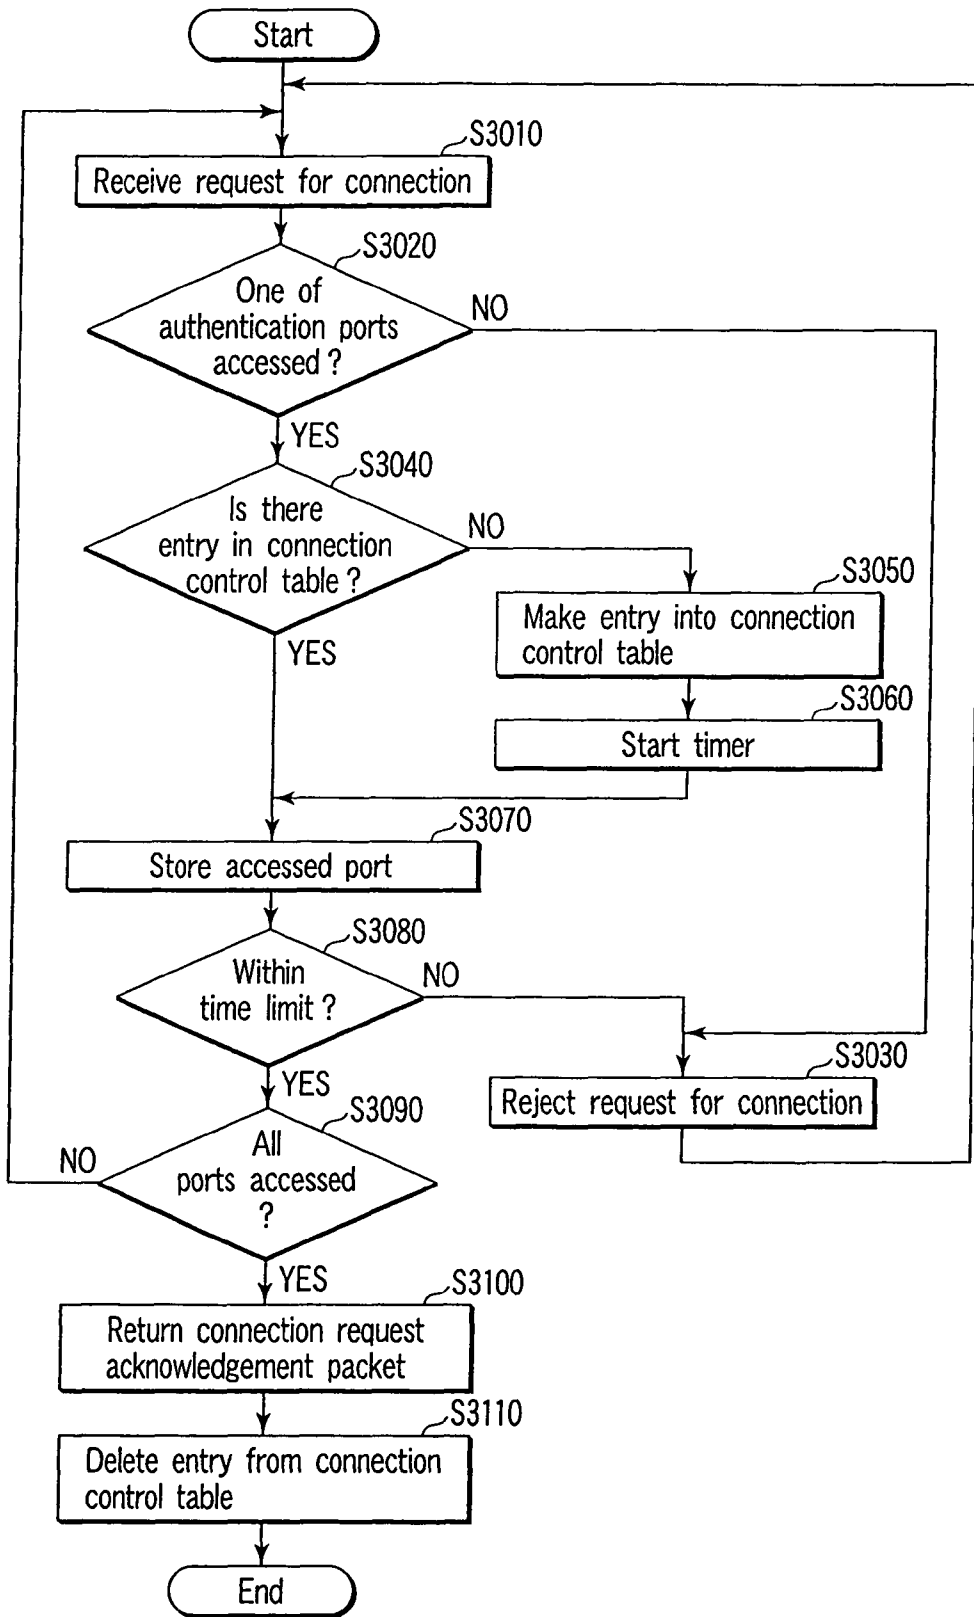 Start
S3010
Receive request for connection
S3020
One of
authentication ports
accessed ?
NO
YES
S3040
Is there
entry in connection
control table ?
NO
YES
S3050
Make entry into connection
control table
S3060
Start timer
S3070
Store accessed port
S3080
Within
time limit ?
NO
YES
S3030
Reject request for connection
S3090
All
ports accessed
?
NO
YES
S3100
Return connection request
acknowledgement packet
S3110
Delete entry from connection
control table
End